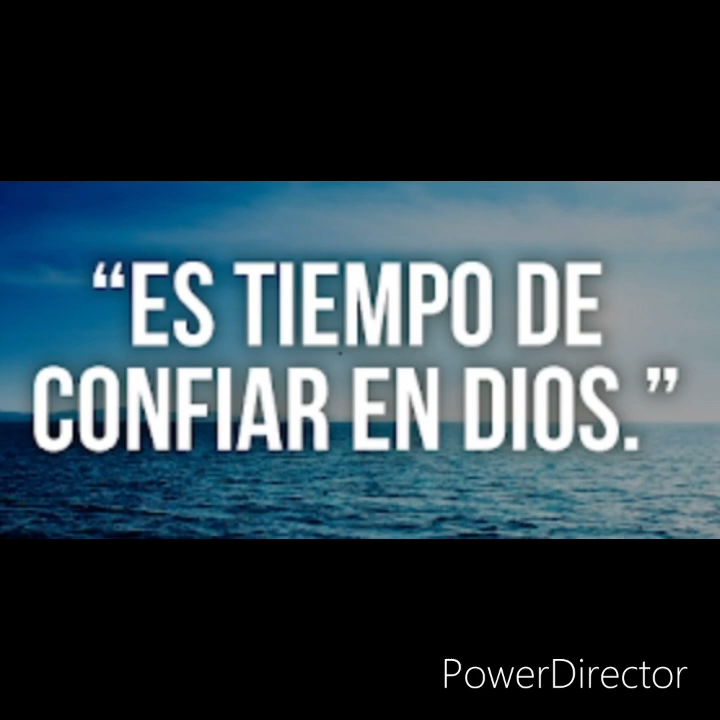 “ES TIEMPO DE
CONFIAR EN DIOS.”
PowerDirector